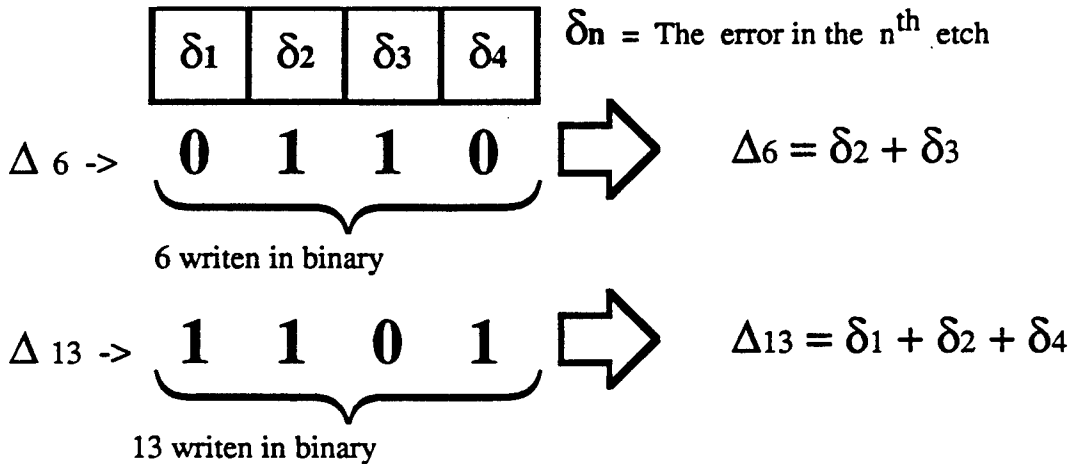 δ1 δ2 δ3 δ4 δn = The error in the nth etch
Δ 6 -> 0 1 1 0 Δ6 = δ2 + δ3
6 writen in binary
Δ 13 -> 1 1 0 1 Δ13 = δ1 + δ2 + δ4
13 writen in binary